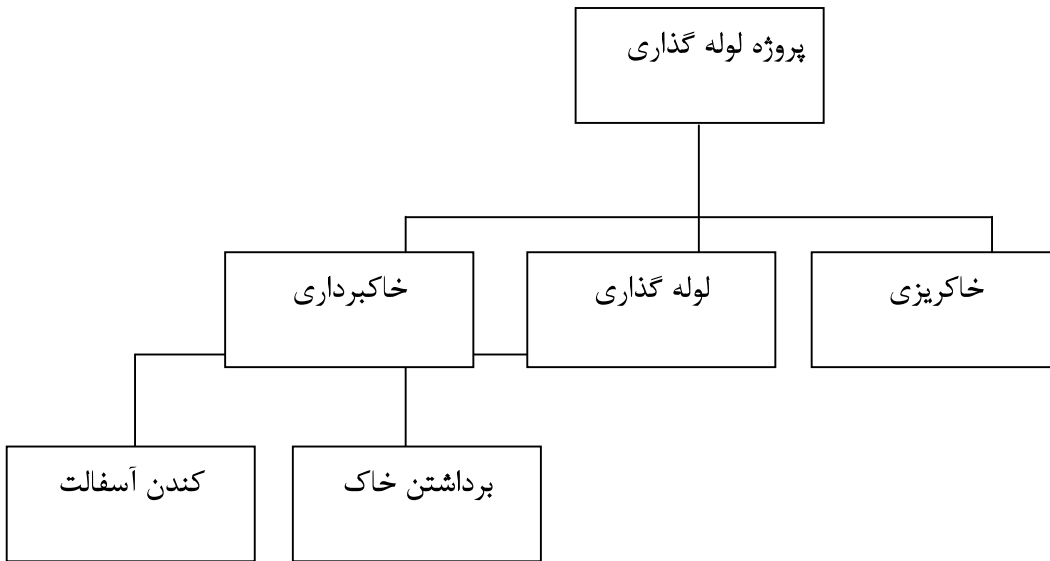 پروژه لوله گذاری
خاکریزی
لوله گذاری
خاکبرداری
برداشتن خاک
کندن آسفالت